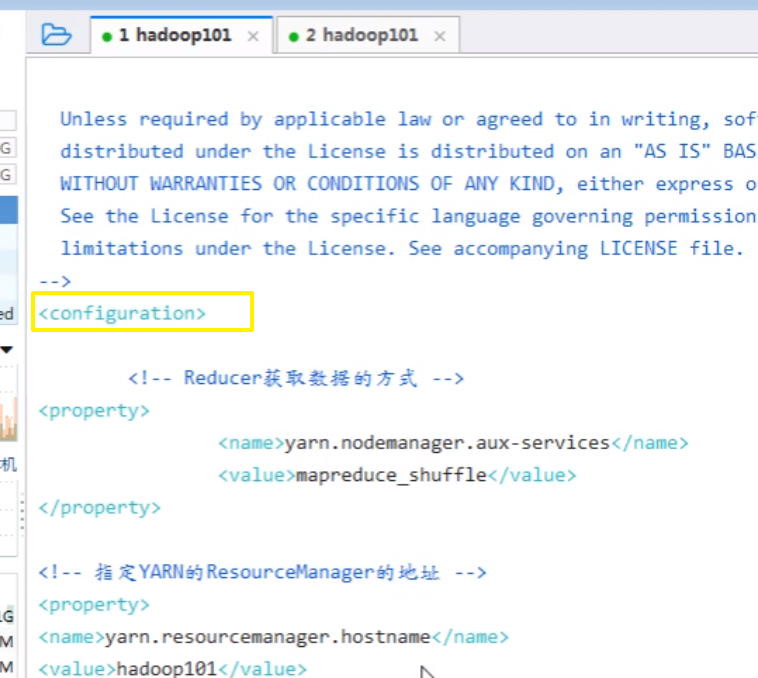 1 hadoop101 ×
2 hadoop101 ×
Unless required by applicable law or agreed to in writing,
distributed under the License is distributed on an "AS IS"
WITHOUT WARRANTIES OR CONDITIONS OF ANY KIND, either express
See the License for the specific language governing permission
limitations under the License. See accompanying LICENSE file.
-->
<configuration>
<!-- Reducer获取数据的方式 -->
<property>
<name>yarn.nodemanager.aux-services</name>
<value>mapreduce_shuffle</value>
</property>
<!-- 指定YARN的ResourceManager的地址 -->
<property>
<name>yarn.resourcemanager.hostname</name>
<value>hadoop101</value>
G
G
ed
机
M
M